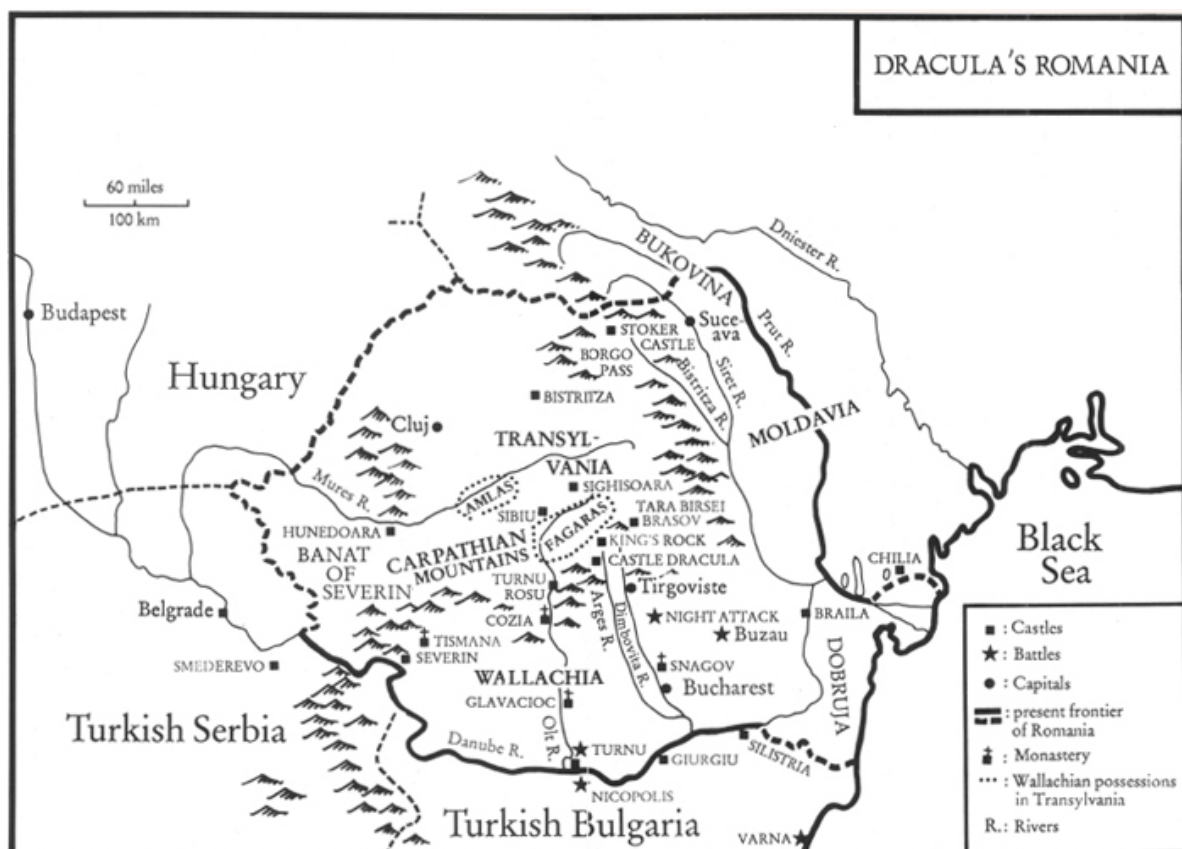 DRACULA'S ROMANIA
60 miles
100 km
Dniester R.
BUKOVINA
Budapest
Suce-
ava
Prut R.
STOKER
CASTLE
BORGO
PASS
Siret R.
Bistritza R.
Hungary
BISTRITZA
MOLDAVIA
Cluj
TRANSYL-
VANIA
SIGHISOARA
Mures R.
AMLAS
SIBIU
FAGARAS
TARA BIRSEI
BRASOV
HUNEDOARA
KING'S ROCK
Black
Sea
BANAT
OF
SEVERIN
CARPATHIAN
MOUNTAINS
CASTLE DRACULA
CHILIA
TURNU
ROSU
Tirgoviste
Belgrade
COZIA
Arges R.
Dimbovita R.
NIGHT ATTACK
BRAILA
Buzau
TISMANA
SEVERIN
SMEDEREVO
SNAGOV
DOBRUJA
WALLACHIA
Bucharest
GLAVACIOC
Turkish Serbia
Danube R.
Olt R.
TURNU
GIURGIU
SILISTRIA
NICOPOLIS
Turkish Bulgaria
VARNA
: Castles
: Battles
: Capitals
: present frontier
of Romania
: Monastery
: Wallachian possessions
in Transylvania
R.: Rivers